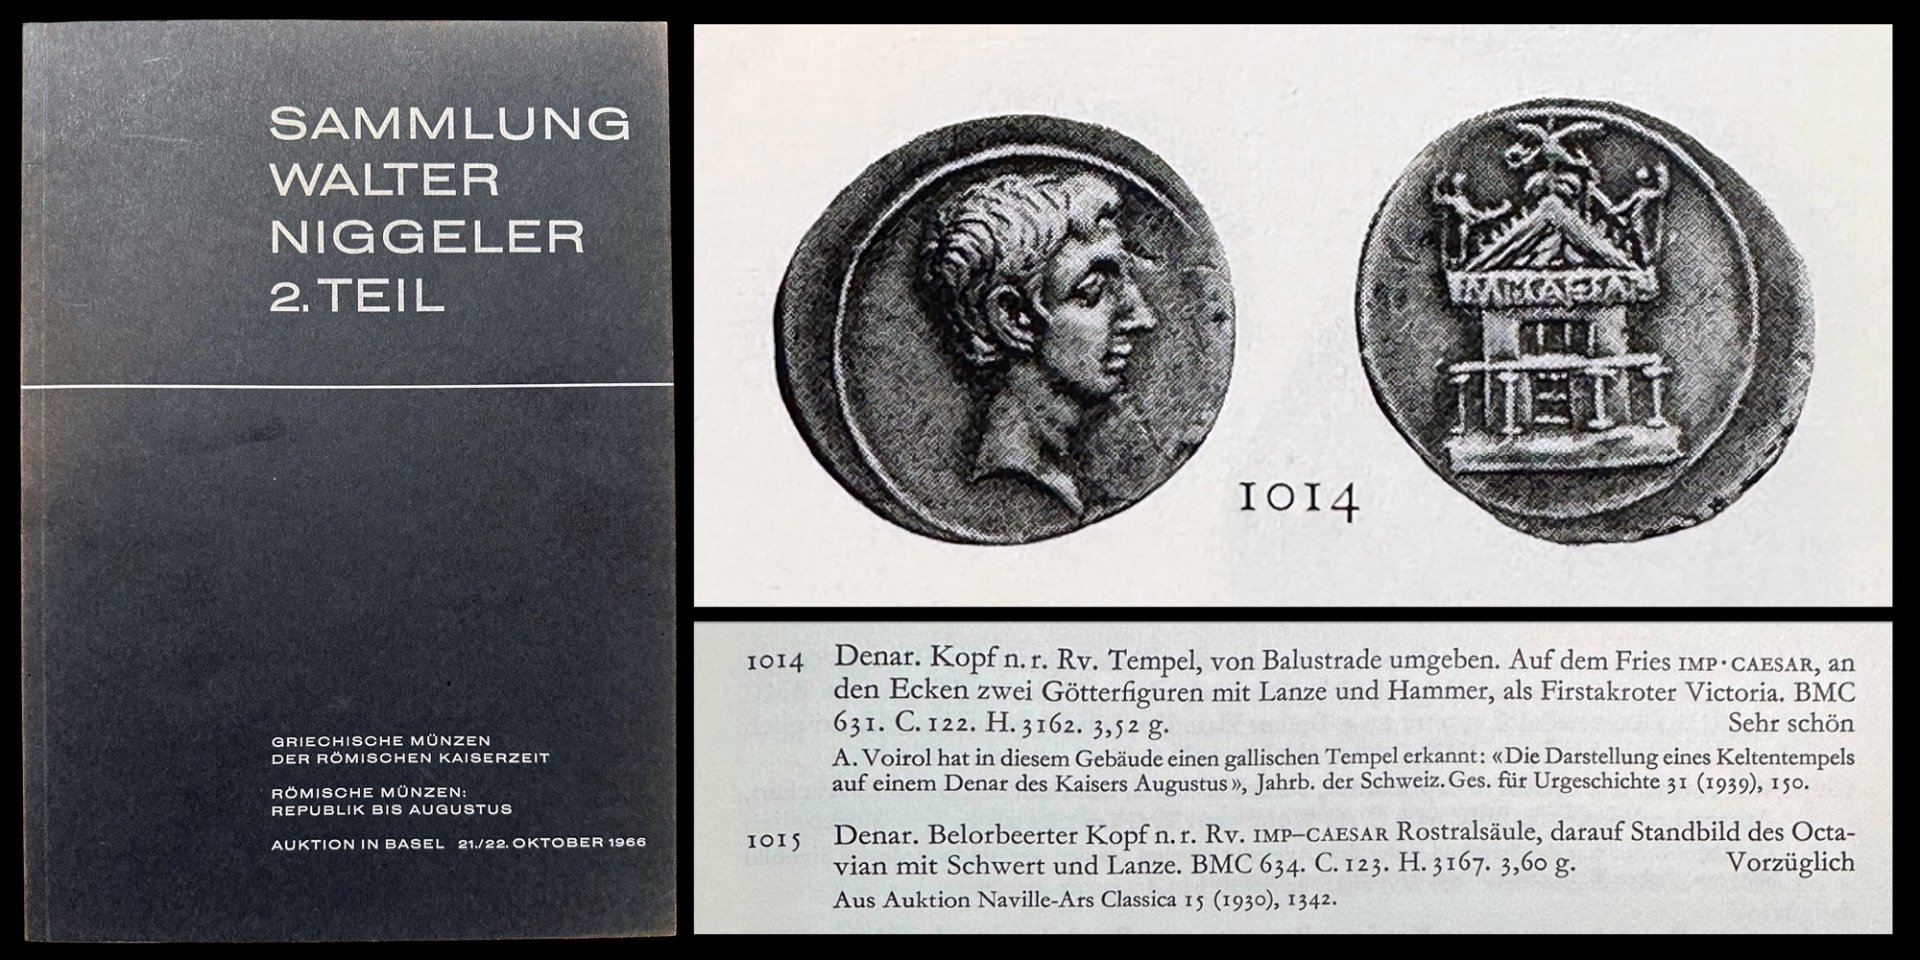 SAMMLUNG
WALTER
NIGGELER
2. TEIL
GRIECHISCHE MÜNZEN
DER RÖMISCHEN KAISERZEIT
RÖMISCHE MÜNZEN:
REPUBLIK BIS AUGUSTUS
AUKTION IN BASEL 21./22. OKTOBER 1966
IMP CAESAR
1014
1014 Denar. Kopf n. r. Rv. Tempel, von Balustrade umgeben. Auf dem Fries IMP·CAESAR, an
den Ecken zwei Götterfiguren mit Lanze und Hammer, als Firstakroter Victoria. BMC
631. C. 122. H. 3162. 3,52 g. Sehr schön
A. Voirol hat in diesem Gebäude einen gallischen Tempel erkannt: «Die Darstellung eines Keltentempels
auf einem Denar des Kaisers Augustus», Jahrb. der Schweiz. Ges. für Urgeschichte 31 (1939), 150.
1015 Denar. Belorbeerter Kopf n. r. Rv. IMP–CAESAR Rostralsäule, darauf Standbild des Octa-
vian mit Schwert und Lanze. BMC 634. C. 123. H. 3167. 3,60 g. Vorzüglich
Aus Auktion Naville-Ars Classica 15 (1930), 1342.